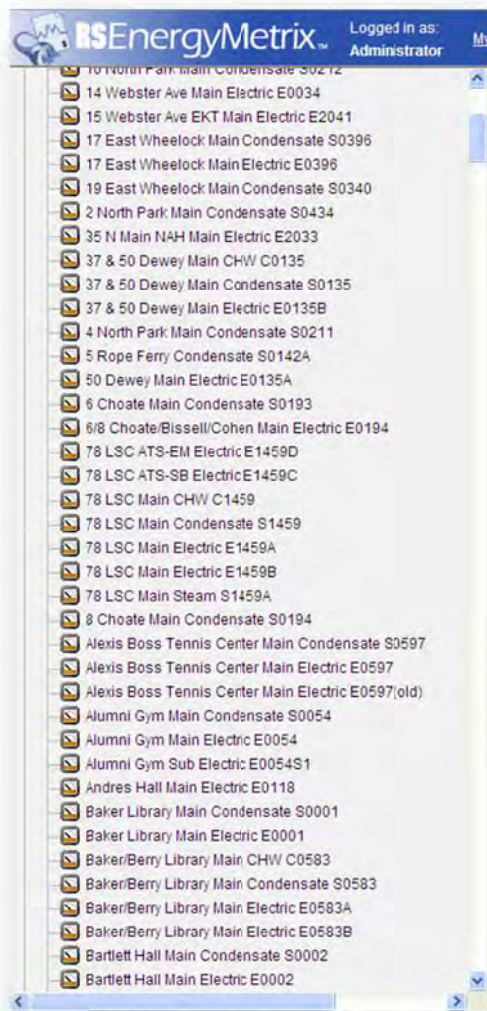 RSEnergyMetrix™
Logged in as:
Administrator
My
10 North Park Main Condensate S0212
14 Webster Ave Main Electric E0034
15 Webster Ave EKT Main Electric E2041
17 East Wheelock Main Condensate S0396
17 East Wheelock Main Electric E0396
19 East Wheelock Main Condensate S0340
2 North Park Main Condensate S0434
35 N Main NAH Main Electric E2033
37 & 50 Dewey Main CHW C0135
37 & 50 Dewey Main Condensate S0135
37 & 50 Dewey Main Electric E0135B
4 North Park Main Condensate S0211
5 Rope Ferry Condensate S0142A
50 Dewey Main Electric E0135A
6 Choate Main Condensate S0193
6/8 Choate/Bissell/Cohen Main Electric E0194
78 LSC ATS-EM Electric E1459D
78 LSC ATS-SB Electric E1459C
78 LSC Main CHW C1459
78 LSC Main Condensate S1459
78 LSC Main Electric E1459A
78 LSC Main Electric E1459B
78 LSC Main Steam S1459A
8 Choate Main Condensate S0194
Alexis Boss Tennis Center Main Condensate S0597
Alexis Boss Tennis Center Main Electric E0597
Alexis Boss Tennis Center Main Electric E0597(old)
Alumni Gym Main Condensate S0054
Alumni Gym Main Electric E0054
Alumni Gym Sub Electric E0054S1
Andres Hall Main Electric E0118
Baker Library Main Condensate S0001
Baker Library Main Electric E0001
Baker/Berry Library Main CHW C0583
Baker/Berry Library Main Condensate S0583
Baker/Berry Library Main Electric E0583A
Baker/Berry Library Main Electric E0583B
Bartlett Hall Main Condensate S0002
Bartlett Hall Main Electric E0002